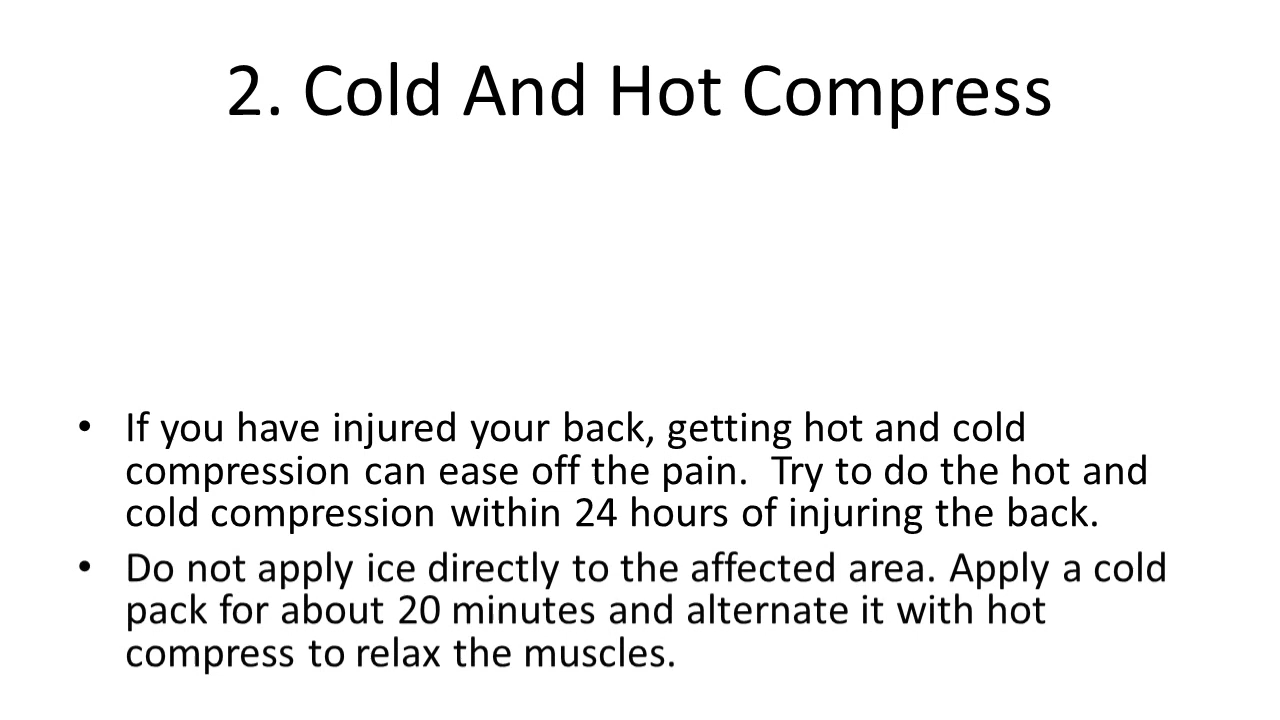 2. Cold And Hot Compress
• If you have injured your back, getting hot and cold
compression can ease off the pain.  Try to do the hot and
cold compression within 24 hours of injuring the back.
• Do not apply ice directly to the affected area. Apply a cold
pack for about 20 minutes and alternate it with hot
compress to relax the muscles.